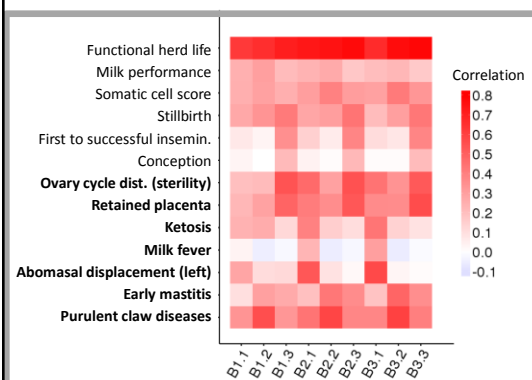 Functional herd life
Milk performance
Correlation
Somatic cell score
0.8
Stillbirth
0.7
First to successful insemin.
0.6
0.5
Conception
0.4
Ovary cycle dist. (sterility)
0.3
Retained placenta
0.2
Ketosis
0.1
Milk fever
0.0
Abomasal displacement (left)
-0.1
Early mastitis
Purulent claw diseases
B1.1 B1.2 B1.3 B2.1 B2.2 B2.3 B3.1 B3.2 B3.3